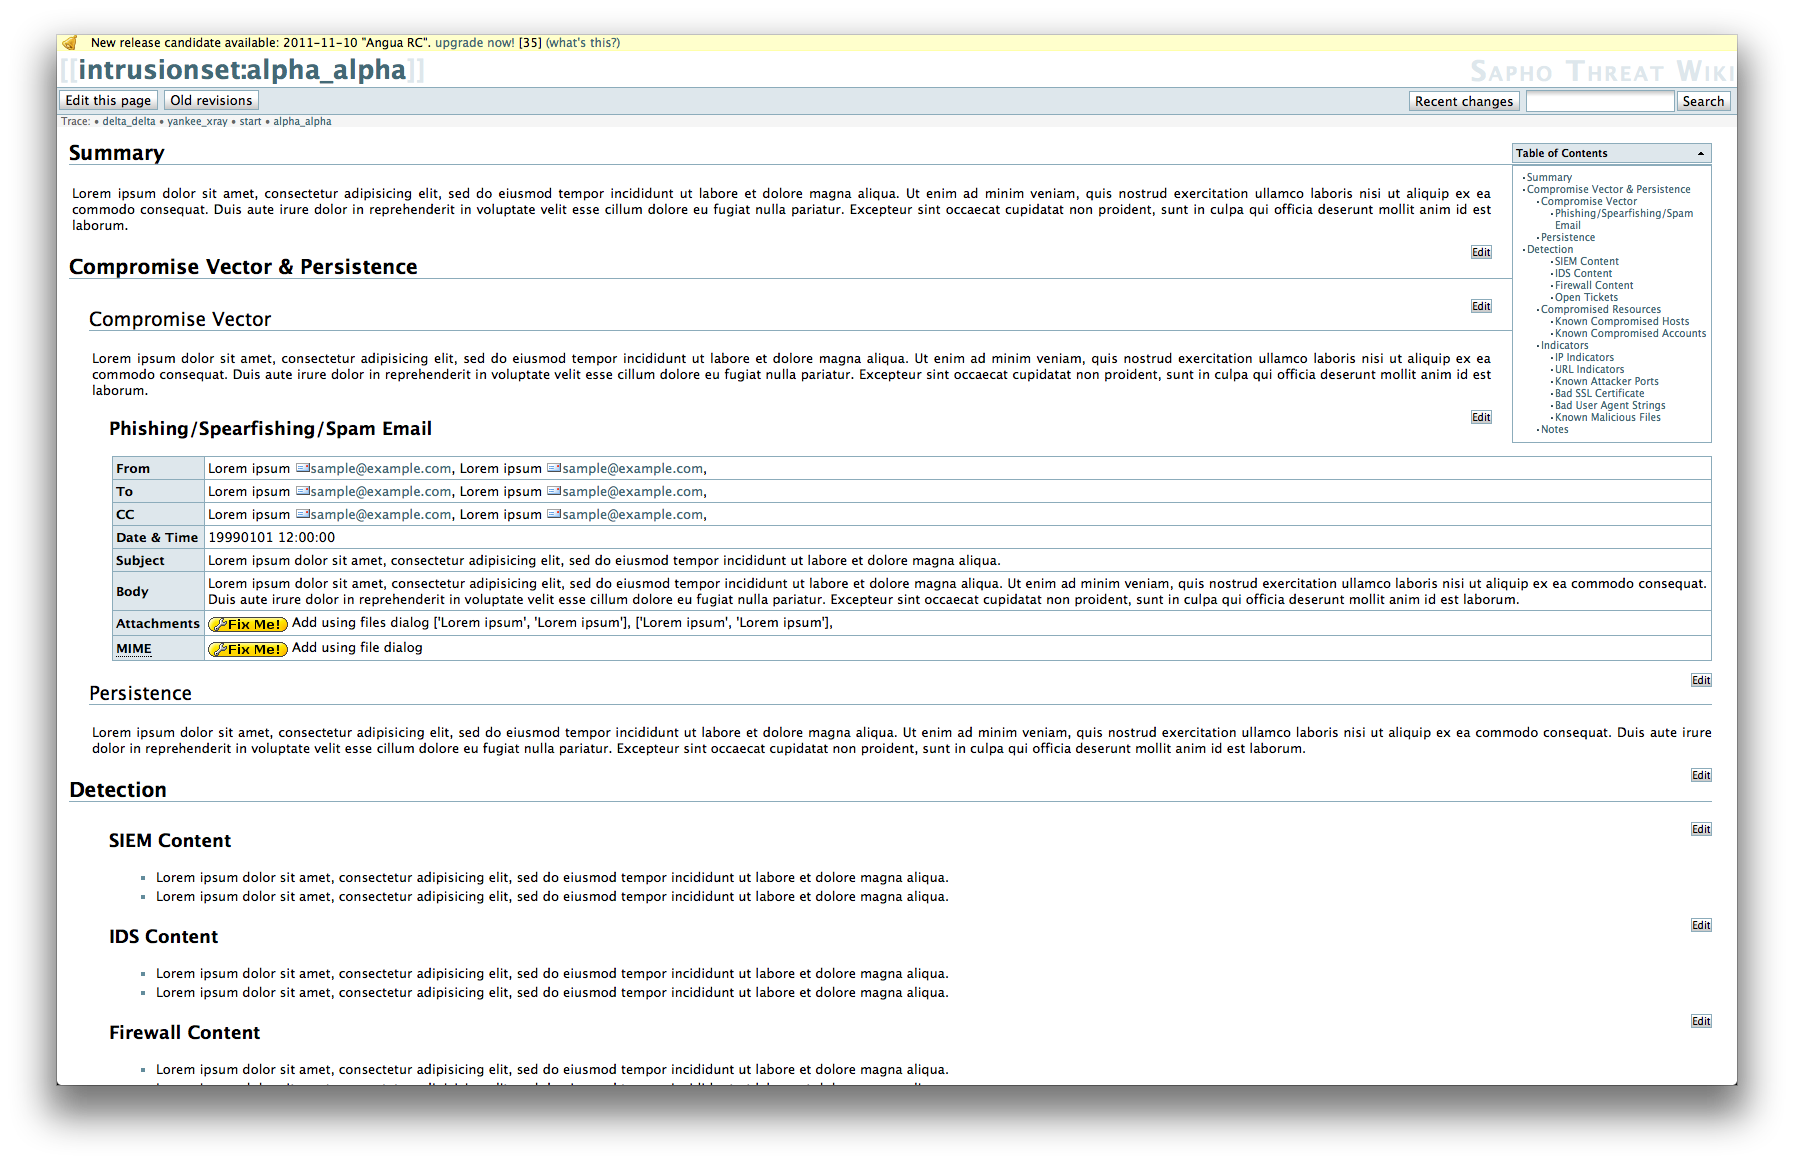 New release candidate available: 2011-11-10 "Angua RC". upgrade now! [35] (what's this?)
[[intrusionset:alpha_alpha]]
Sapho Threat Wiki
Edit this page
Old revisions
Recent changes
Search
Trace: • delta_delta • yankee_xray • start • alpha_alpha
Table of Contents
Summary
Compromise Vector & Persistence
Compromise Vector
Phishing/Spearfishing/Spam
Email
Persistence
Detection
SIEM Content
IDS Content
Firewall Content
Open Tickets
Compromised Resources
Known Compromised Hosts
Known Compromised Accounts
Indicators
IP Indicators
URL Indicators
Known Attacker Ports
Bad SSL Certificate
Bad User Agent Strings
Known Malicious Files
Notes
Summary
Lorem ipsum dolor sit amet, consectetur adipisicing elit, sed do eiusmod tempor incididunt ut labore et dolore magna aliqua. Ut enim ad minim veniam, quis nostrud exercitation ullamco laboris nisi ut aliquip ex ea
commodo consequat. Duis aute irure dolor in reprehenderit in voluptate velit esse cillum dolore eu fugiat nulla pariatur. Excepteur sint occaecat cupidatat non proident, sunt in culpa qui officia deserunt mollit anim id est
laborum.
Edit
Compromise Vector & Persistence
Edit
Compromise Vector
Lorem ipsum dolor sit amet, consectetur adipisicing elit, sed do eiusmod tempor incididunt ut labore et dolore magna aliqua. Ut enim ad minim veniam, quis nostrud exercitation ullamco laboris nisi ut aliquip ex ea
commodo consequat. Duis aute irure dolor in reprehenderit in voluptate velit esse cillum dolore eu fugiat nulla pariatur. Excepteur sint occaecat cupidatat non proident, sunt in culpa qui officia deserunt mollit anim id est
laborum.
Edit
Phishing/Spearfishing/Spam Email
From Lorem ipsum sample@example.com, Lorem ipsum sample@example.com,
To Lorem ipsum sample@example.com, Lorem ipsum sample@example.com,
CC Lorem ipsum sample@example.com, Lorem ipsum sample@example.com,
Date & Time 19990101 12:00:00
Subject Lorem ipsum dolor sit amet, consectetur adipisicing elit, sed do eiusmod tempor incididunt ut labore et dolore magna aliqua.
Body Lorem ipsum dolor sit amet, consectetur adipisicing elit, sed do eiusmod tempor incididunt ut labore et dolore magna aliqua. Ut enim ad minim veniam, quis nostrud exercitation ullamco laboris nisi ut aliquip ex ea commodo consequat.
Duis aute irure dolor in reprehenderit in voluptate velit esse cillum dolore eu fugiat nulla pariatur. Excepteur sint occaecat cupidatat non proident, sunt in culpa qui officia deserunt mollit anim id est laborum.
Attachments Fix Me! Add using files dialog ['Lorem ipsum', 'Lorem ipsum'], ['Lorem ipsum', 'Lorem ipsum'],
MIME Fix Me! Add using file dialog
Edit
Persistence
Lorem ipsum dolor sit amet, consectetur adipisicing elit, sed do eiusmod tempor incididunt ut labore et dolore magna aliqua. Ut enim ad minim veniam, quis nostrud exercitation ullamco laboris nisi ut aliquip ex ea commodo consequat. Duis aute irure
dolor in reprehenderit in voluptate velit esse cillum dolore eu fugiat nulla pariatur. Excepteur sint occaecat cupidatat non proident, sunt in culpa qui officia deserunt mollit anim id est laborum.
Edit
Detection
Edit
SIEM Content
Lorem ipsum dolor sit amet, consectetur adipisicing elit, sed do eiusmod tempor incididunt ut labore et dolore magna aliqua.
Lorem ipsum dolor sit amet, consectetur adipisicing elit, sed do eiusmod tempor incididunt ut labore et dolore magna aliqua.
Edit
IDS Content
Lorem ipsum dolor sit amet, consectetur adipisicing elit, sed do eiusmod tempor incididunt ut labore et dolore magna aliqua.
Lorem ipsum dolor sit amet, consectetur adipisicing elit, sed do eiusmod tempor incididunt ut labore et dolore magna aliqua.
Edit
Firewall Content
Lorem ipsum dolor sit amet, consectetur adipisicing elit, sed do eiusmod tempor incididunt ut labore et dolore magna aliqua.